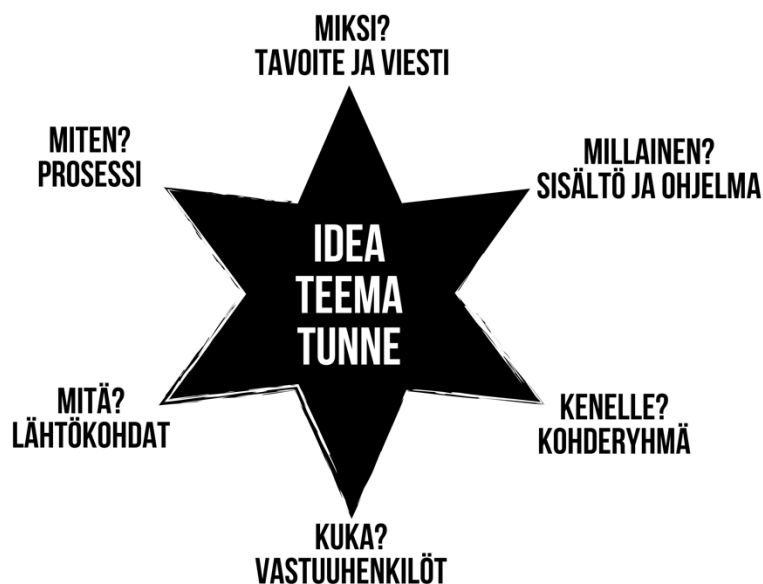 MIKSI?
TAVOITE JA VIESTI
MITEN?
PROSESSI
MILLAINEN?
SISÄLTÖ JA OHJELMA
IDEA
TEEMA
TUNNE
MITÄ?
LÄHTÖKOHDAT
KENELLE?
KOHDERYHMÄ
KUKA?
VASTUUHENKILÖT